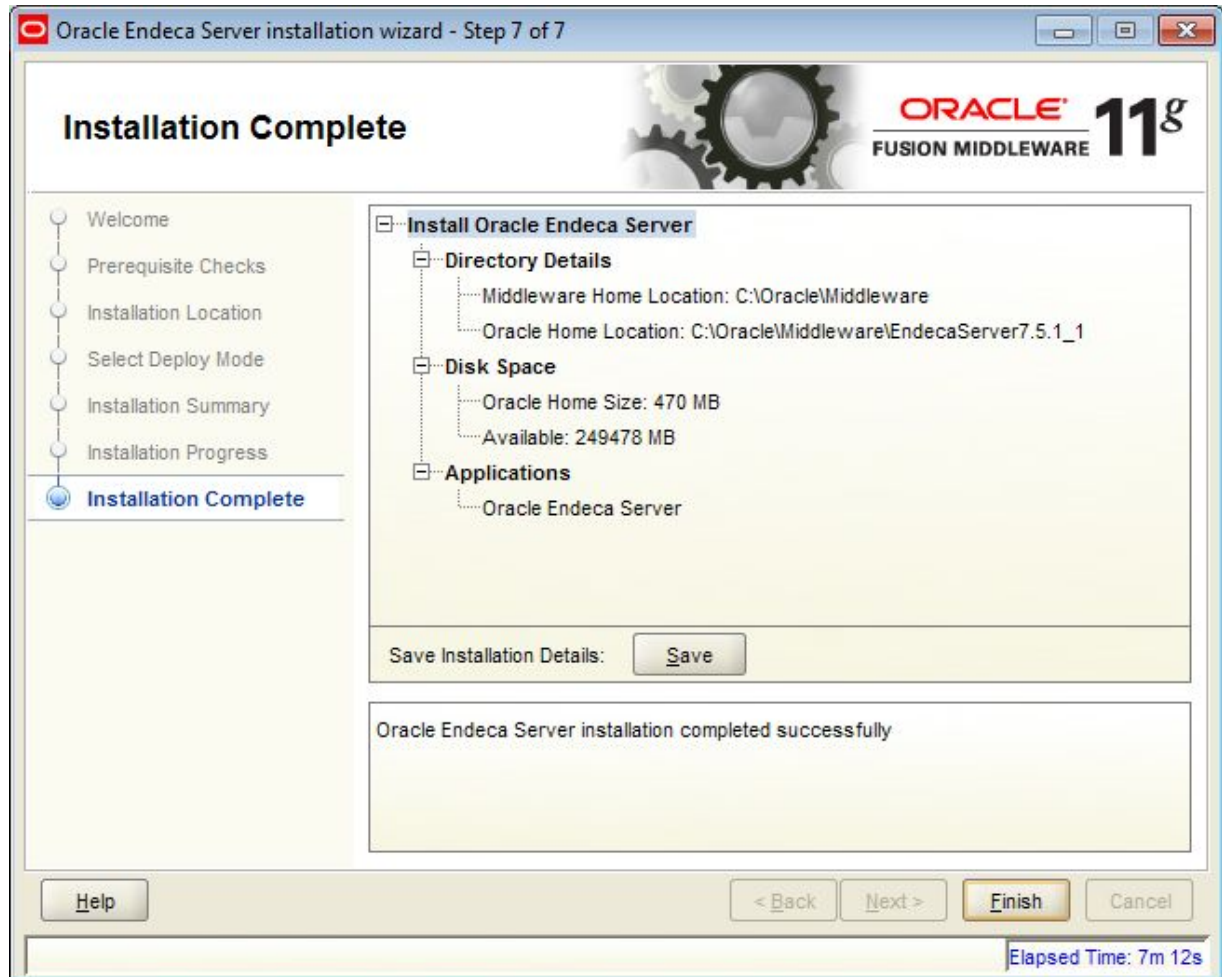 Oracle Endeca Server installation wizard - Step 7 of 7
Installation Complete
ORACLE®
FUSION MIDDLEWARE
11g
Welcome
Prerequisite Checks
Installation Location
Select Deploy Mode
Installation Summary
Installation Progress
Installation Complete
Install Oracle Endeca Server
Directory Details
Middleware Home Location: C:\Oracle\Middleware
Oracle Home Location: C:\Oracle\Middleware\EndecaServer7.5.1_1
Disk Space
Oracle Home Size: 470 MB
Available: 249478 MB
Applications
Oracle Endeca Server
Save Installation Details: Save
Oracle Endeca Server installation completed successfully
Help < Back Next > Finish Cancel
Elapsed Time: 7m 12s